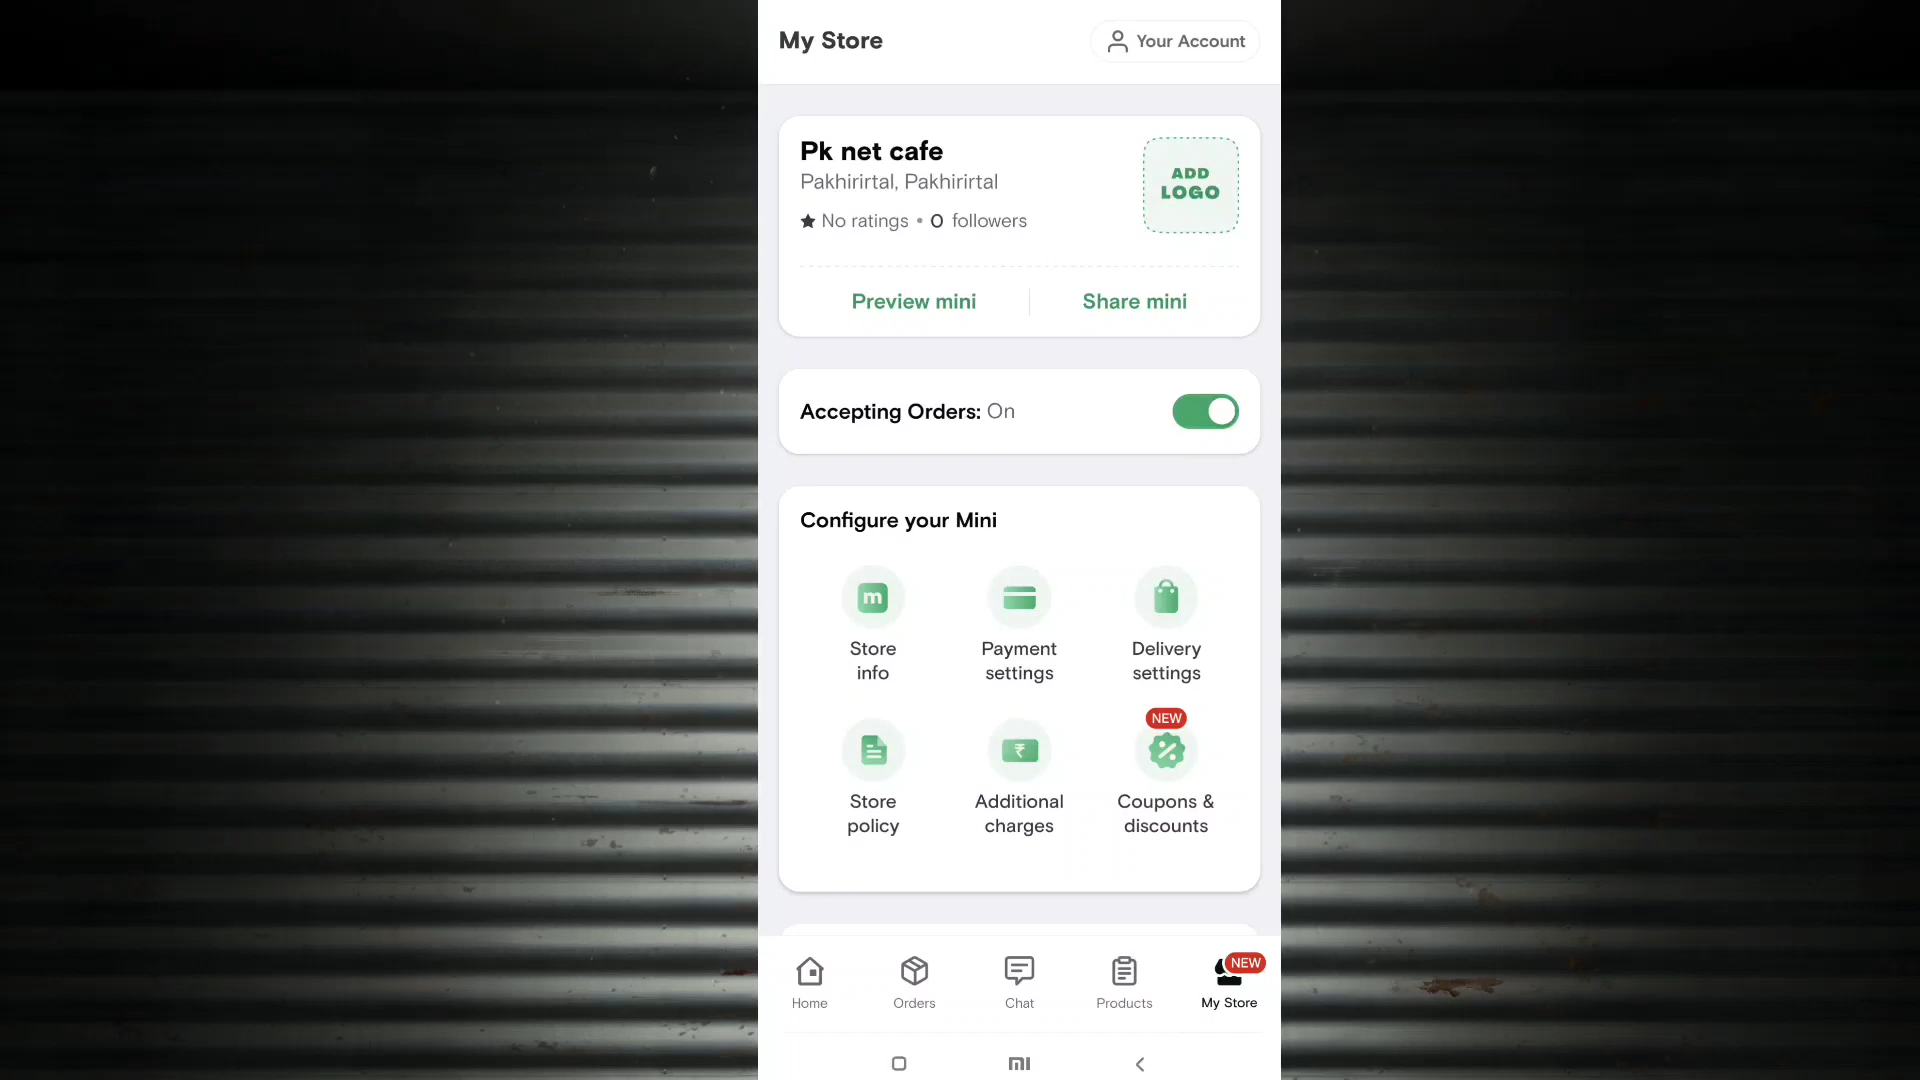 My Store
Your Account
Pk net cafe
Pakhirirtal, Pakhirirtal
ADD
LOGO
★ No ratings • 0 followers
Preview mini
Share mini
Accepting Orders: On
Configure your Mini
m
Store
info
Payment
settings
Delivery
settings
Store
policy
₹
Additional
charges
NEW
%
Coupons &
discounts
Home
Orders
Chat
Products
NEW
My Store
mi